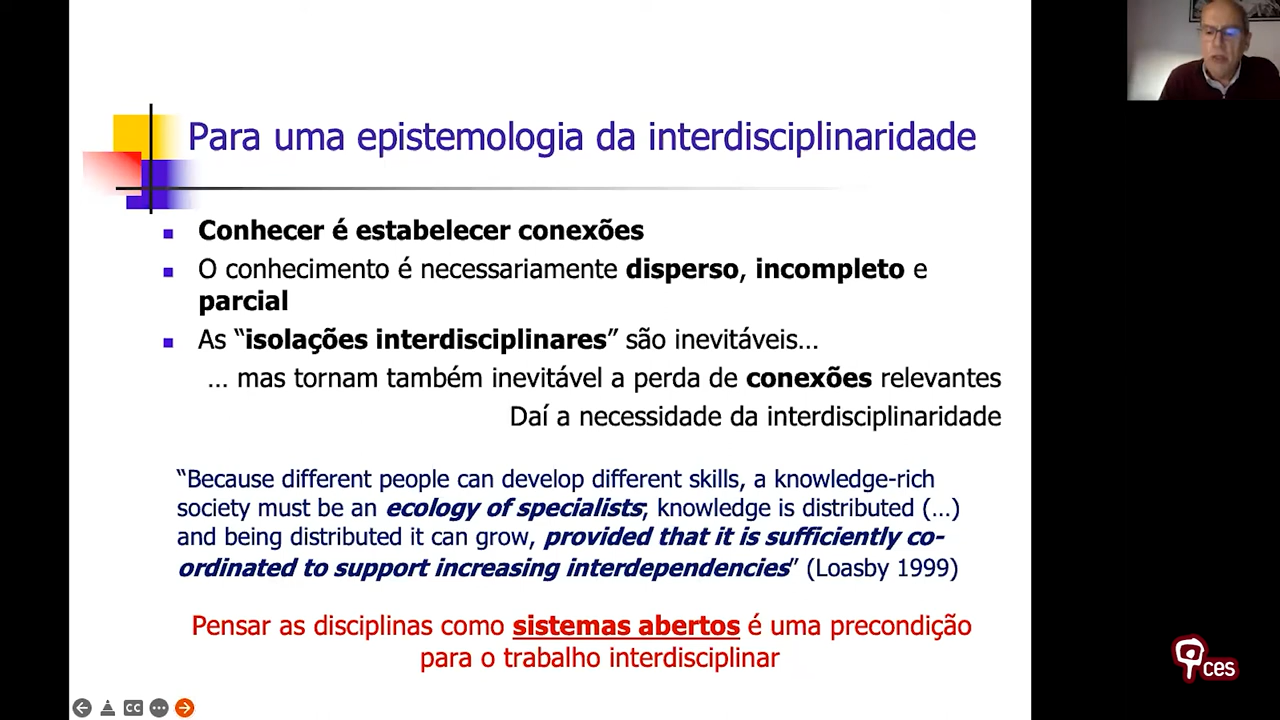 Para uma epistemologia da interdisciplinaridade
Conhecer é estabelecer conexões
O conhecimento é necessariamente disperso, incompleto e
parcial
As “isolações interdisciplinares” são inevitáveis…
… mas tornam também inevitável a perda de conexões relevantes
Daí a necessidade da interdisciplinaridade
“Because different people can develop different skills, a knowledge-rich
society must be an ecology of specialists; knowledge is distributed (…)
and being distributed it can grow, provided that it is sufficiently co-
ordinated to support increasing interdependencies” (Loasby 1999)
Pensar as disciplinas como sistemas abertos é uma precondição
para o trabalho interdisciplinar
CC
ces